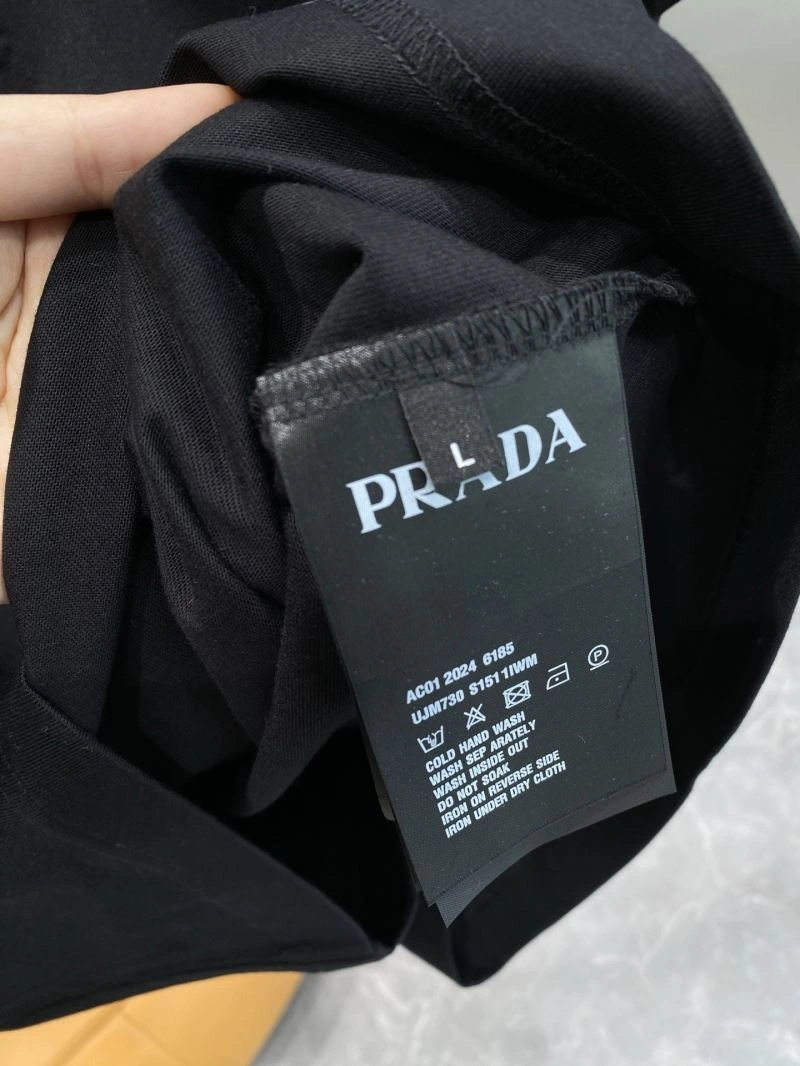 PRADA
L
AC01 2024 6185
UJM730 S151 1IWM
P
COLD HAND WASH
WASH SEP ARATELY
WASH INSIDE OUT
DO NOT SOAK
IRON ON REVERSE SIDE
IRON UNDER DRY CLOTH